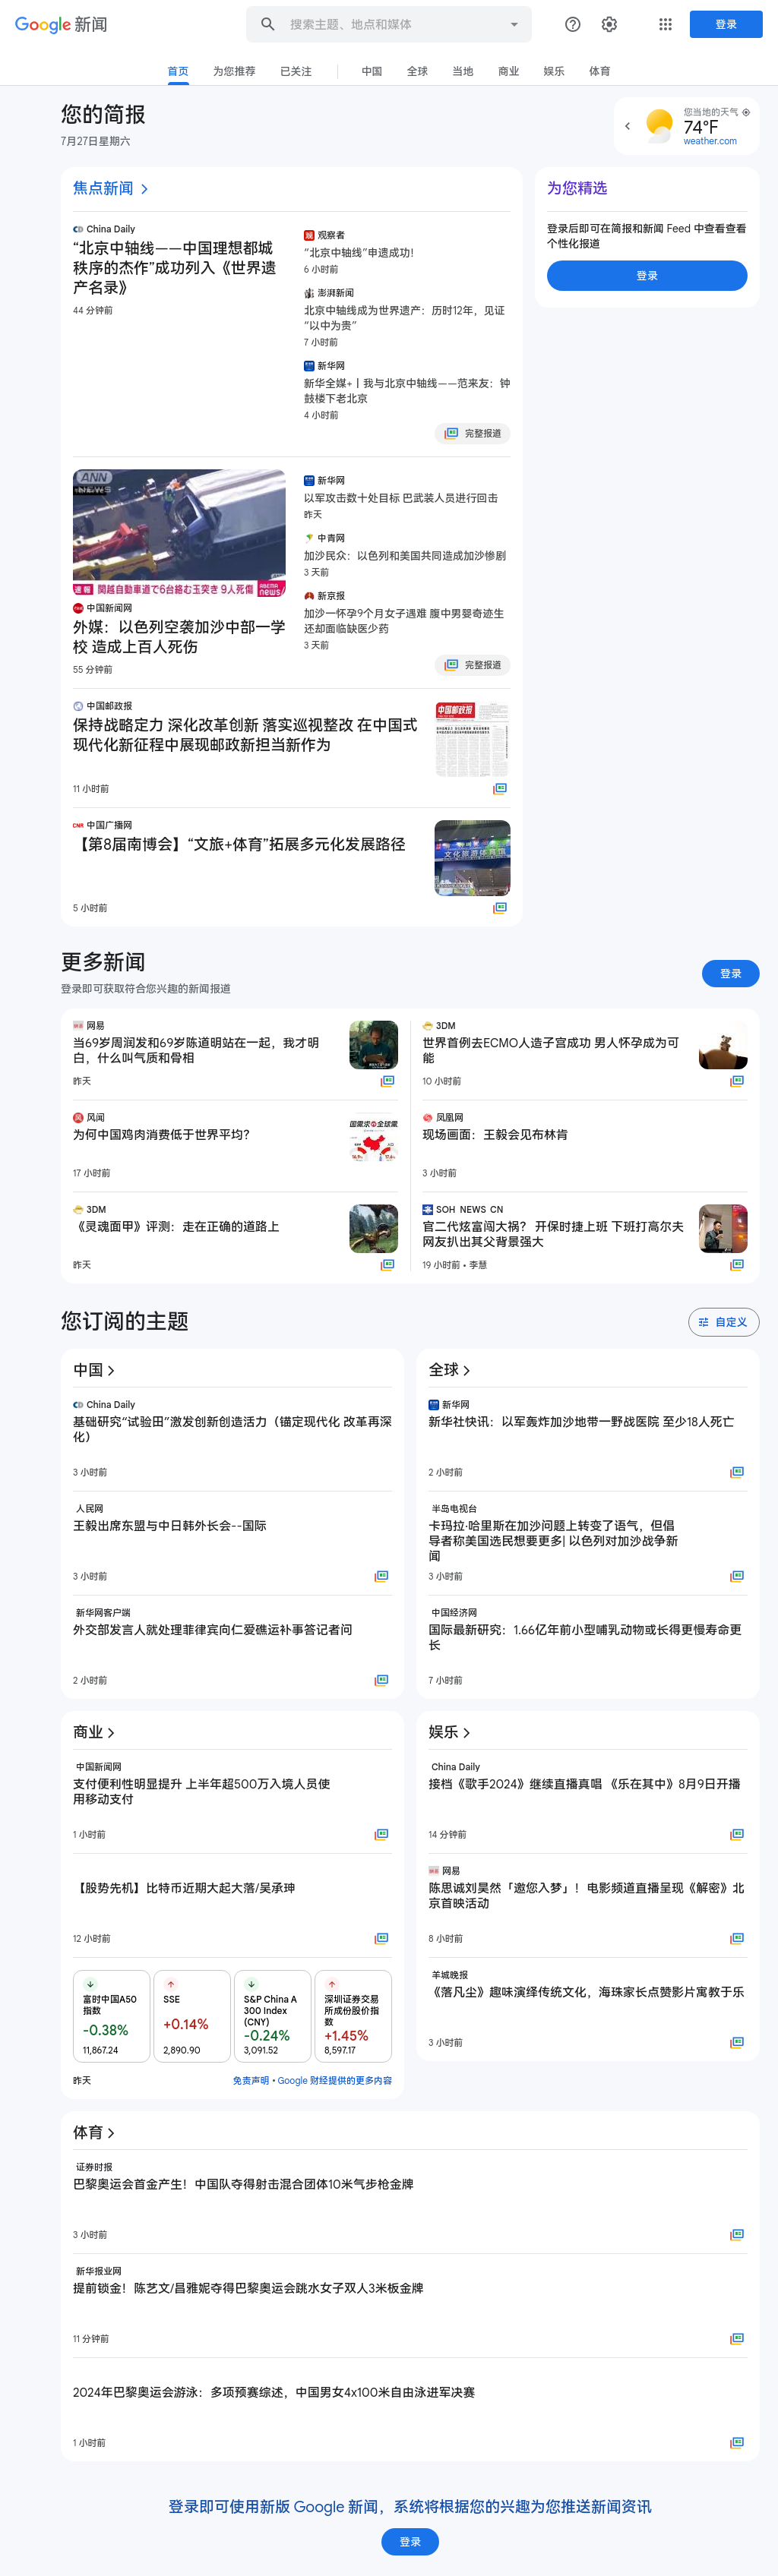 Google 新闻
搜索主题、地点和媒体
登录
首页
为您推荐
已关注
中国
全球
当地
商业
娱乐
体育
您的简报
7月27日星期六
您当地的天气
74°F
weather.com
焦点新闻
China Daily
“北京中轴线——中国理想都城
秩序的杰作”成功列入《世界遗
产名录》
44 分钟前
观察者
“北京中轴线”申遗成功！
6 小时前
澎湃新闻
北京中轴线成为世界遗产：历时12年，见证
“以中为贵”
7 小时前
新华网
新华全媒+丨我与北京中轴线——范来友：钟
鼓楼下老北京
4 小时前
完整报道
为您精选
登录后即可在简报和新闻 Feed 中查看查看
个性化报道
登录
ANN
速報 関越自動車道で6台絡む玉突き 9人死傷
ABEMA
news
中国新闻网
外媒：以色列空袭加沙中部一学
校 造成上百人死伤
55 分钟前
新华网
以军攻击数十处目标 巴武装人员进行回击
昨天
中青网
加沙民众：以色列和美国共同造成加沙惨剧
3 天前
新京报
加沙一怀孕9个月女子遇难 腹中男婴奇迹生
还却面临缺医少药
3 天前
完整报道
中国邮政报
保持战略定力 深化改革创新 落实巡视整改 在中国式
现代化新征程中展现邮政新担当新作为
11 小时前
中国邮政报
CNR 中国广播网
【第8届南博会】“文旅+体育”拓展多元化发展路径
5 小时前
文化旅游体育馆
更多新闻
登录即可获取符合您兴趣的新闻报道
登录
网易
当69岁周润发和69岁陈道明站在一起，我才明
白，什么叫气质和骨相
昨天
3DM
世界首例去ECMO人造子宫成功 男人怀孕成为可
能
10 小时前
风闻
为何中国鸡肉消费低于世界平均？
17 小时前
凤凰网
现场画面：王毅会见布林肯
3 小时前
3DM
《灵魂面甲》评测：走在正确的道路上
昨天
SOH NEWS CN
官二代炫富闯大祸？ 开保时捷上班 下班打高尔夫
网友扒出其父背景强大
19 小时前 • 李慧
您订阅的主题
自定义
中国
China Daily
基础研究“试验田”激发创新创造活力（锚定现代化 改革再深
化）
3 小时前
人民网
王毅出席东盟与中日韩外长会--国际
3 小时前
新华网客户端
外交部发言人就处理菲律宾向仁爱礁运补事答记者问
2 小时前
全球
新华网
新华社快讯：以军轰炸加沙地带一野战医院 至少18人死亡
2 小时前
半岛电视台
卡玛拉·哈里斯在加沙问题上转变了语气，但倡
导者称美国选民想要更多| 以色列对加沙战争新
闻
3 小时前
中国经济网
国际最新研究：1.66亿年前小型哺乳动物或长得更慢寿命更
长
7 小时前
商业
中国新闻网
支付便利性明显提升 上半年超500万入境人员使
用移动支付
1 小时前
【股势先机】比特币近期大起大落/吴承珅
12 小时前
富时中国A50
指数
-0.38%
11,867.24
SSE
+0.14%
2,890.90
S&P China A
300 Index
(CNY)
-0.24%
3,091.52
深圳证券交易
所成份股价指
数
+1.45%
8,597.17
昨天
免责声明 • Google 财经提供的更多内容
娱乐
China Daily
接档《歌手2024》继续直播真唱 《乐在其中》8月9日开播
14 分钟前
网易
陈思诚刘昊然「邀您入梦」！电影频道直播呈现《解密》北
京首映活动
8 小时前
羊城晚报
《落凡尘》趣味演绎传统文化，海珠家长点赞影片寓教于乐
3 小时前
体育
证券时报
巴黎奥运会首金产生！中国队夺得射击混合团体10米气步枪金牌
3 小时前
新华报业网
提前锁金！陈艺文/昌雅妮夺得巴黎奥运会跳水女子双人3米板金牌
11 分钟前
2024年巴黎奥运会游泳：多项预赛综述，中国男女4x100米自由泳进军决赛
1 小时前
登录即可使用新版 Google 新闻，系统将根据您的兴趣为您推送新闻资讯
登录